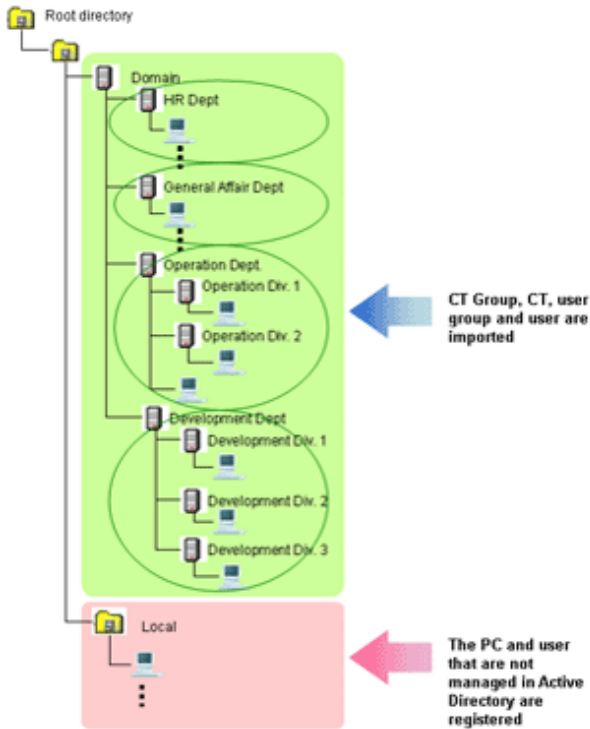 Root directory
Domain
HR Dept
General Affair Dept
Operation Dept.
Operation Div. 1
Operation Div. 2
Development Dept
Development Div. 1
Development Div. 2
Development Div. 3
Local
CT Group, CT, user
group and user are
imported
The PC and user
that are not
managed in Active
Directory are
registered